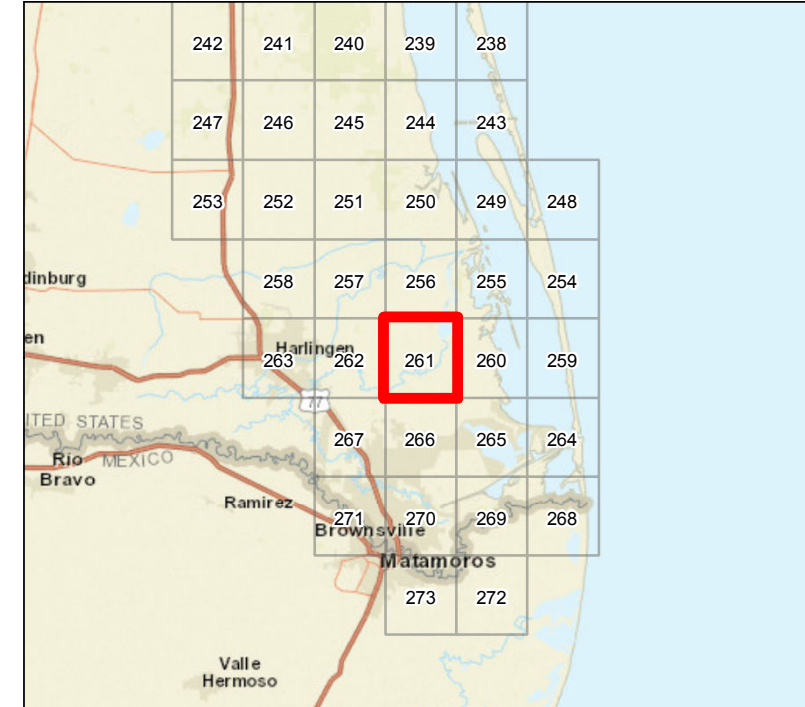 242 241 240 239 238
247 246 245 244 243
253 252 251 250 249 248
dinburg
258 257 256 255 254
en
Harlingen
263 262 261 260 259
77
ITED STATES
267 266 265 264
Rio MEXICO
Bravo
Ramirez
271 270 269 268
Brownsville
Matamoros
273 272
Valle
Hermoso